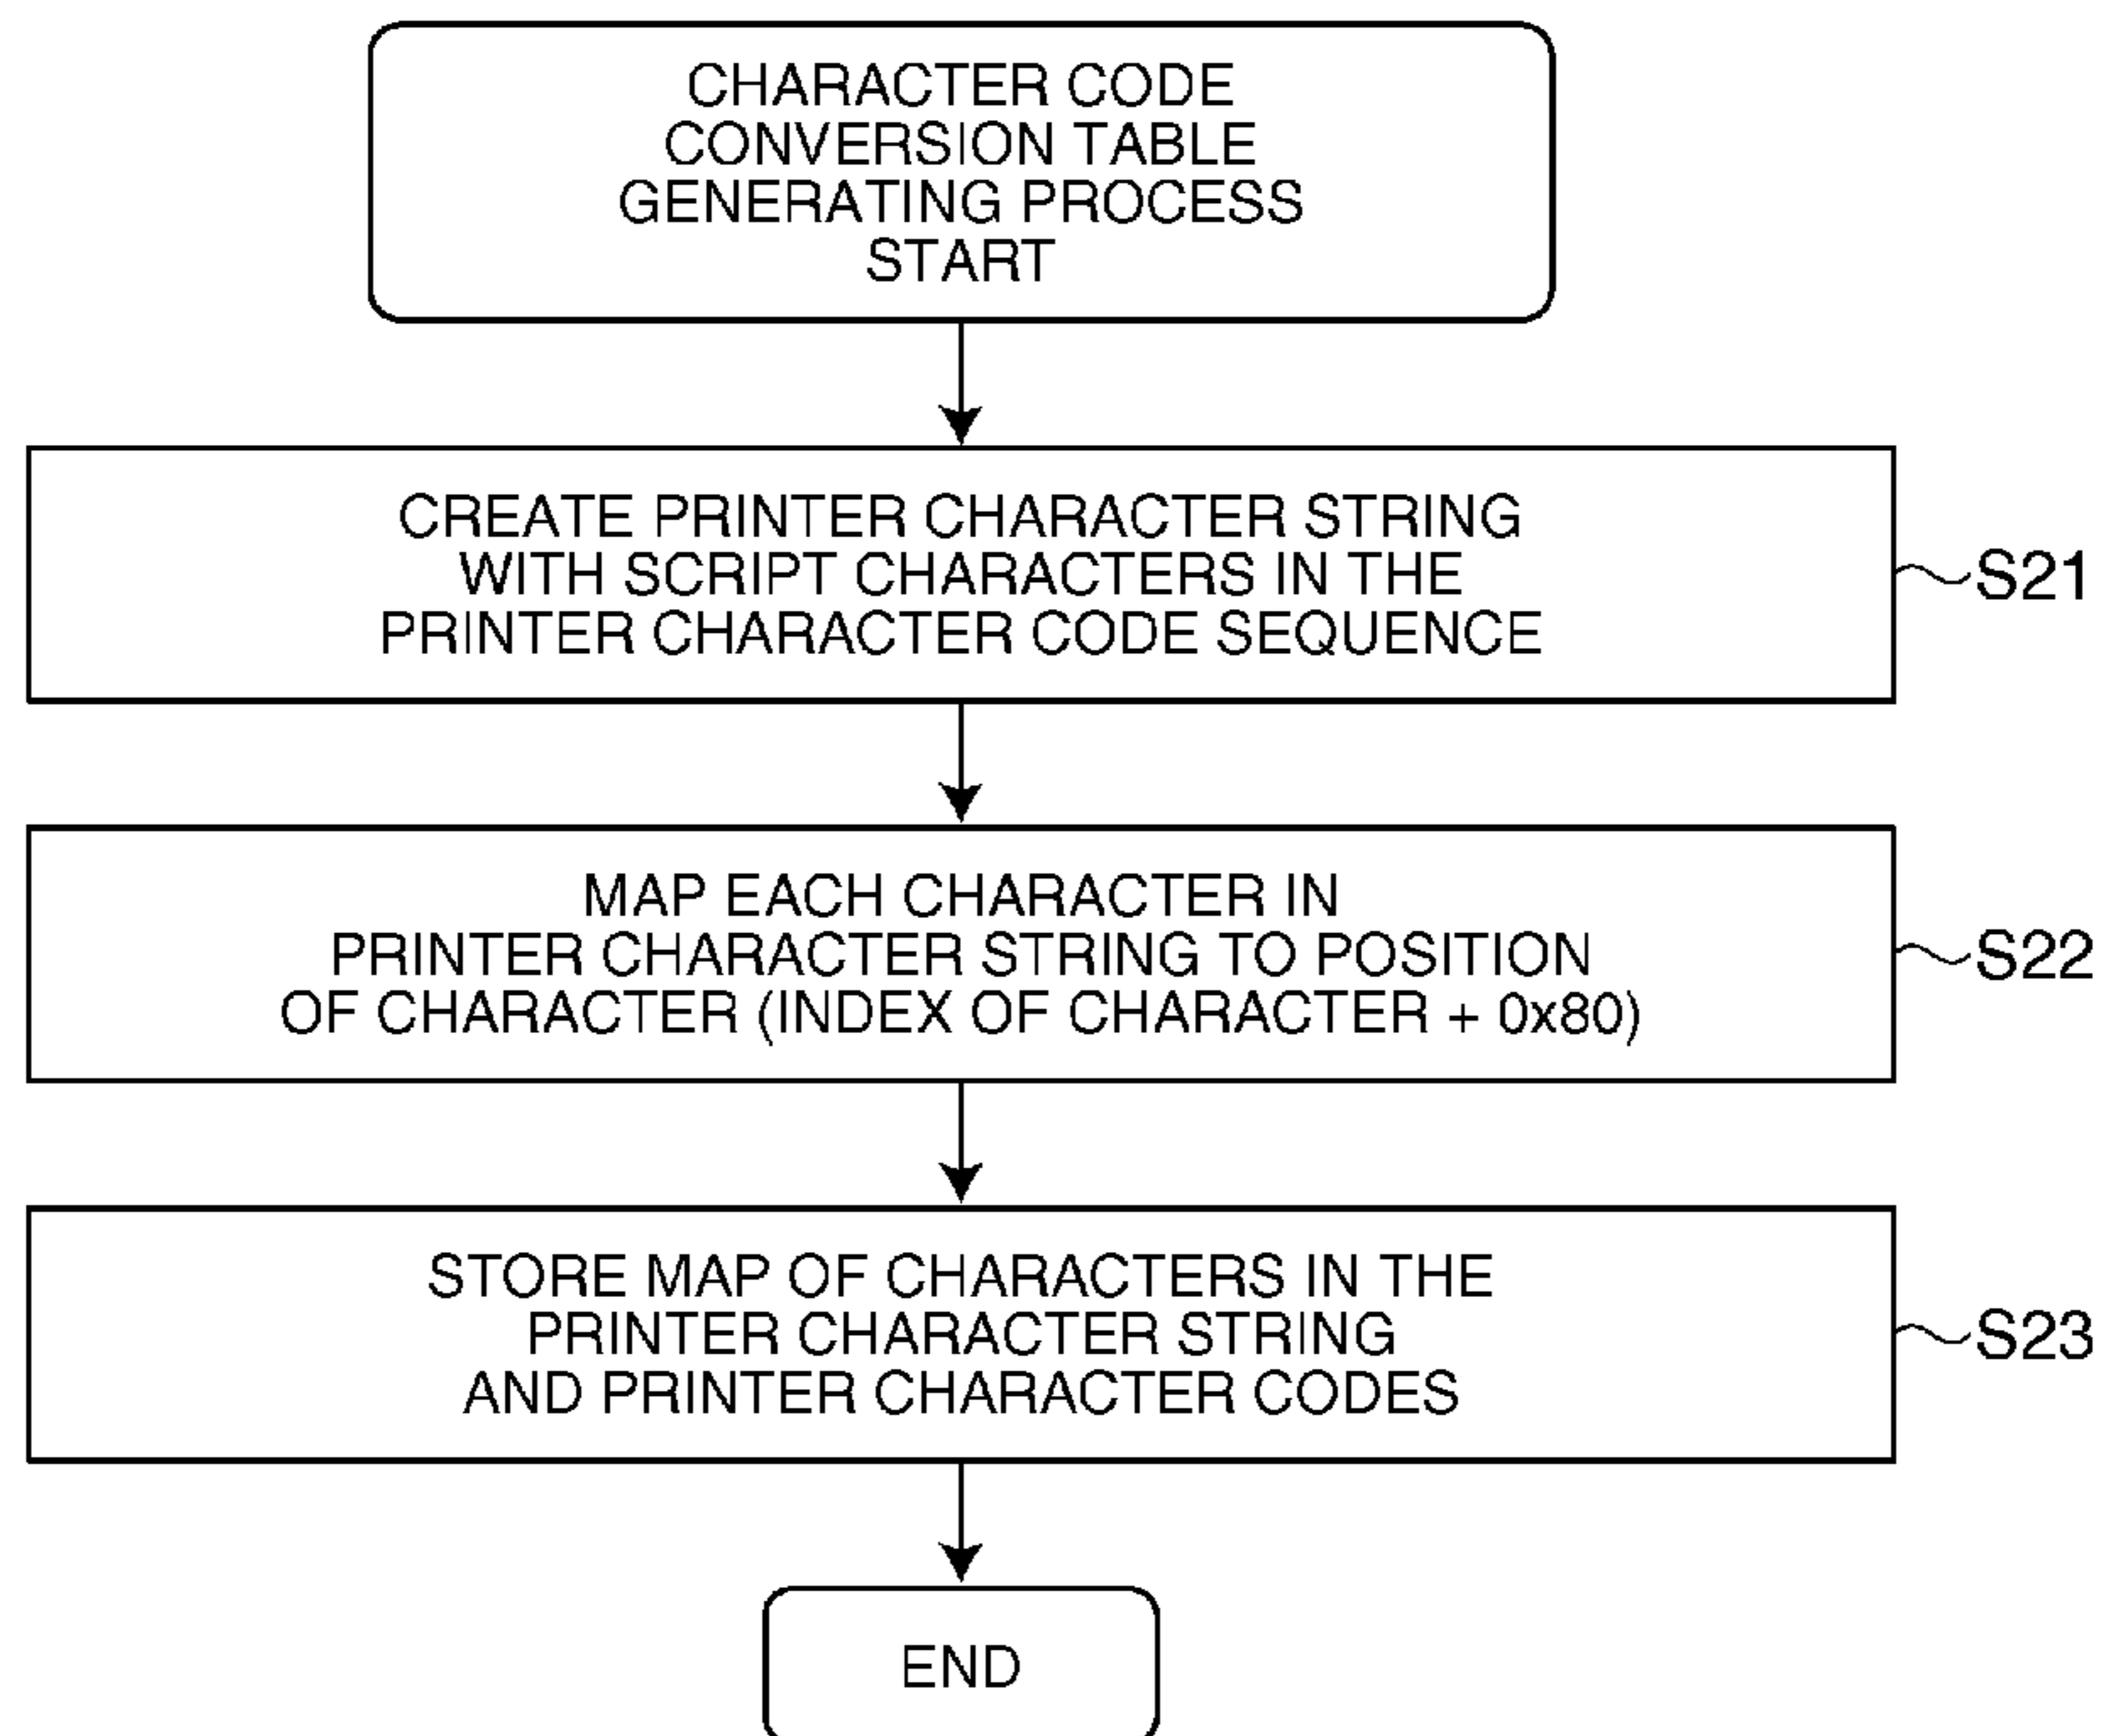 CHARACTER CODE
CONVERSION TABLE
GENERATING PROCESS
START
CREATE PRINTER CHARACTER STRING
WITH SCRIPT CHARACTERS IN THE
PRINTER CHARACTER CODE SEQUENCE
S21
MAP EACH CHARACTER IN
PRINTER CHARACTER STRING TO POSITION
OF CHARACTER (INDEX OF CHARACTER + 0x80)
S22
STORE MAP OF CHARACTERS IN THE
PRINTER CHARACTER STRING
AND PRINTER CHARACTER CODES
S23
END